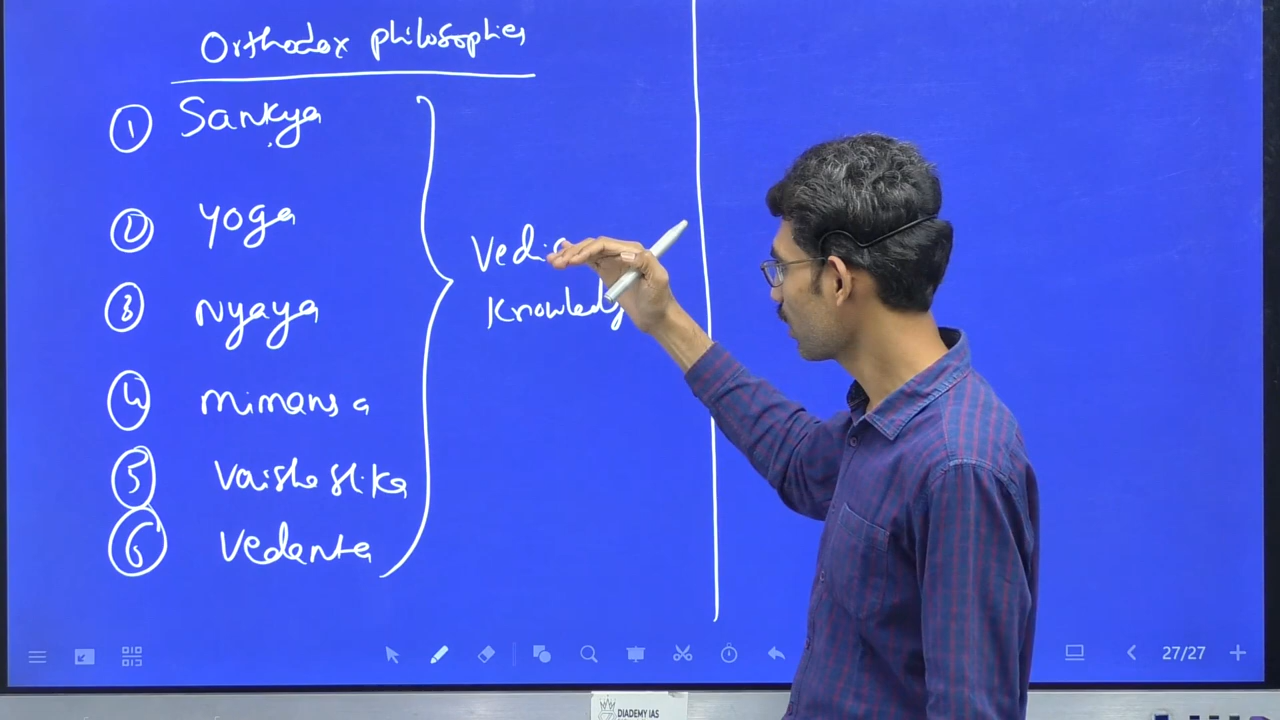 Orthodox philosophies
① Sankya
② Yoga
③ Nyaya
④ Mimansa
⑤ Vaisheshika
⑥ Vedanta
Vedic
Knowledg
27/27
DIADEMY IAS